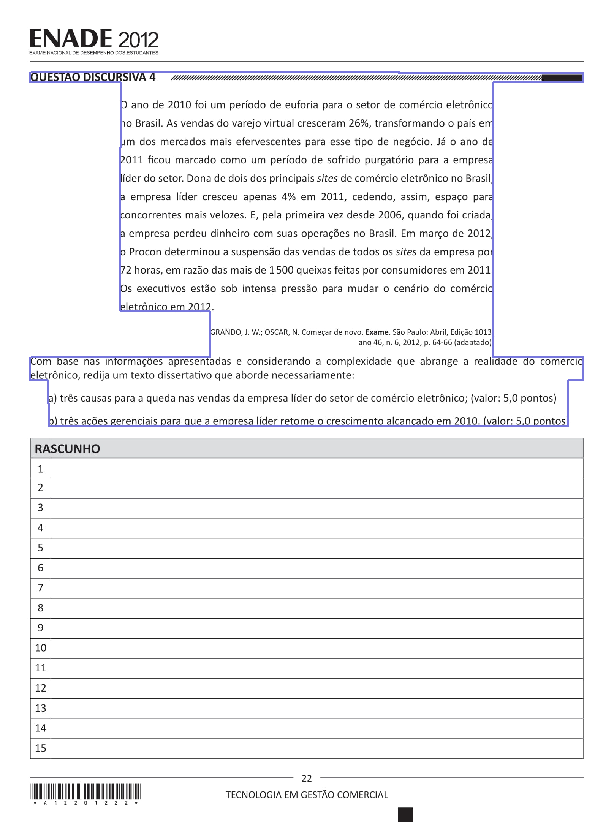 ENADE 2012
EXAME NACIONAL DE DESEMPENHO DOS ESTUDANTES
QUESTÃO DISCURSIVA 4
O ano de 2010 foi um período de euforia para o setor de comércio eletrônico
no Brasil. As vendas do varejo virtual cresceram 26%, transformando o país em
um dos mercados mais efervescentes para esse tipo de negócio. Já o ano de
2011 ficou marcado como um período de sofrido purgatório para a empresa
líder do setor. Dona de dois dos principais sites de comércio eletrônico no Brasil,
a empresa líder cresceu apenas 4% em 2011, cedendo, assim, espaço para
concorrentes mais velozes. E, pela primeira vez desde 2006, quando foi criada,
a empresa perdeu dinheiro com suas operações no Brasil. Em março de 2012,
o Procon determinou a suspensão das vendas de todos os sites da empresa por
72 horas, em razão das mais de 1500 queixas feitas por consumidores em 2011.
Os executivos estão sob intensa pressão para mudar o cenário do comércio
eletrônico em 2012.
GRANDO, J. W.; OSCAR, N. Começar de novo. Exame. São Paulo: Abril, Edição 1013,
ano 46, n. 6, 2012, p. 64-66 (adaptado).
Com base nas informações apresentadas e considerando a complexidade que abrange a realidade do comércio
eletrônico, redija um texto dissertativo que aborde necessariamente:
a) três causas para a queda nas vendas da empresa líder do setor de comércio eletrônico; (valor: 5,0 pontos)
b) três ações gerenciais para que a empresa líder retome o crescimento alcançado em 2010. (valor: 5,0 pontos)
RASCUNHO
1
2
3
4
5
6
7
8
9
10
11
12
13
14
15
22
TECNOLOGIA EM GESTÃO COMERCIAL
*A1220122 2*